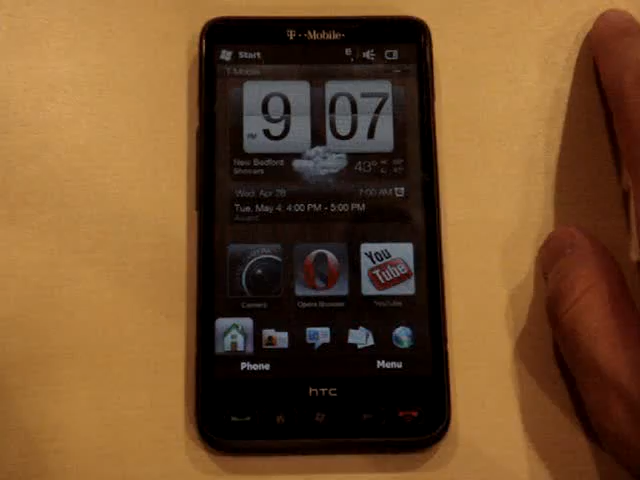 T··Mobile·
Start
E
T-Mobile
9 07
PM
New Bedford
Showers
43°
Wed, Apr 28
7:00 AM
Tue, May 4: 4:00 PM - 5:00 PM
Camera
Opera Browser
YouTube
You
Tube
Phone
Menu
hTC